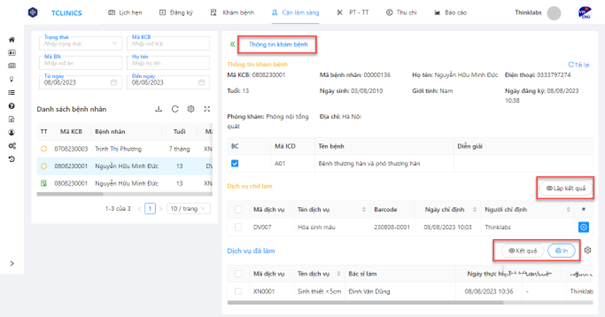 TCLINICS
Lịch hẹn
Đăng ký
Khám bệnh
Cận lâm sàng
PT - TT
Thu chi
Báo cáo
Thinklabs
Trạng thái
Nhập trạng thái
Mã KCB
Nhập mã kcb
Mã BN
Nhập mã bn
Họ tên
Nhập họ tên
Từ ngày
08/08/2023
Đến ngày
08/08/2023
Danh sách bệnh nhân
TT Mã KCB Bệnh nhân Tuổi
0708230003 Trịnh Thị Phương 7 tháng XN
0808230001 Nguyễn Hữu Minh Đức 13 DV
0808230001 Nguyễn Hữu Minh Đức 13 XN
1-3 của 3 < 1 > 10 / trang
Thông tin khám bệnh
Thông tin khám bệnh
Tải lại
Mã KCB: 0808230001 Mã bệnh nhân: 00000136 Họ tên: Nguyễn Hữu Minh Đức Điện thoại: 0333797274
Tuổi: 13 Ngày sinh: 03/08/2010 Giới tính: Nam Ngày đăng ký: 08/08/2023
10:38
Phòng khám: Phòng nội tổng quát Địa chỉ: Hà Nội
BC Mã ICD Tên bệnh Diễn giải
A01 Bệnh thương hàn và phó thương hàn
Dịch vụ chờ làm
Lập kết quả
Mã dịch vụ Tên dịch vụ Barcode Ngày chỉ định Người chỉ định
DV007 Hóa sinh máu 230808-0001 08/08/2023 10:03 Thinklabs
Dịch vụ đã làm
Kết quả
In
Mã dịch vụ Tên dịch vụ Bác sĩ làm Ngày thực
XN0001 Sinh thiết <5cm Đinh Văn Dũng 08/08/2023 10:36 - Thinklabs